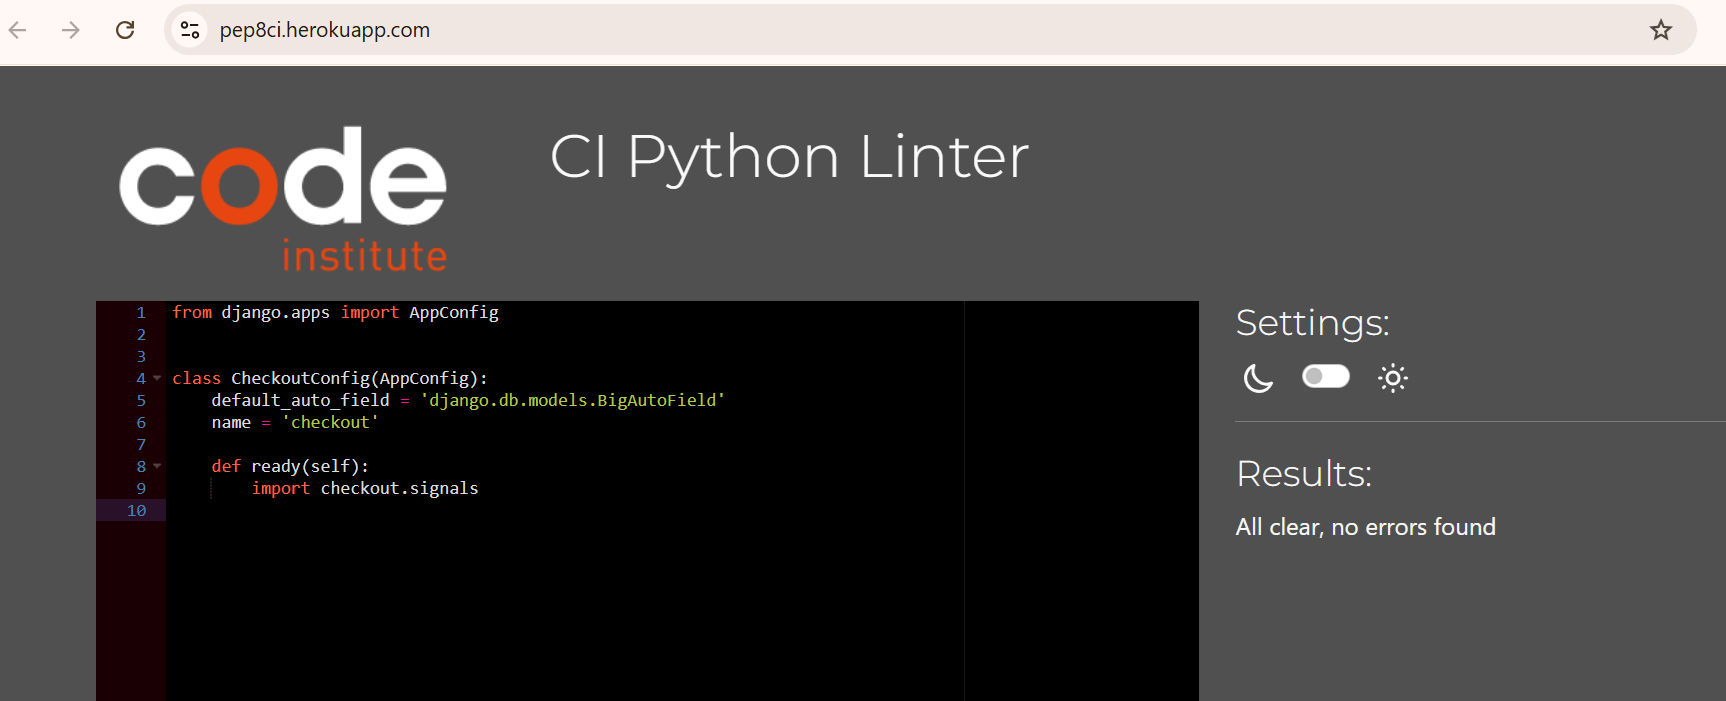 pep8ci.herokuapp.com
code
institute
CI Python Linter
1 from django.apps import AppConfig
2
3
4 class CheckoutConfig(AppConfig):
5     default_auto_field = 'django.db.models.BigAutoField'
6     name = 'checkout'
7
8     def ready(self):
9         import checkout.signals
10
Settings:
Results:
All clear, no errors found